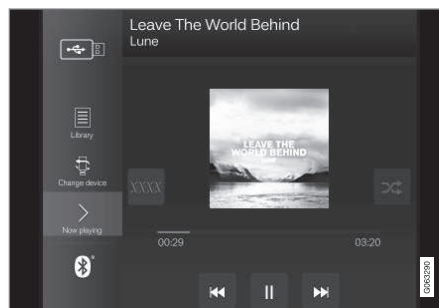 Leave The World Behind
Lune
Library
LEAVE THE
WORLD BEHIND
XXXX
Change device
Now playing
00:29
03:20
G063290